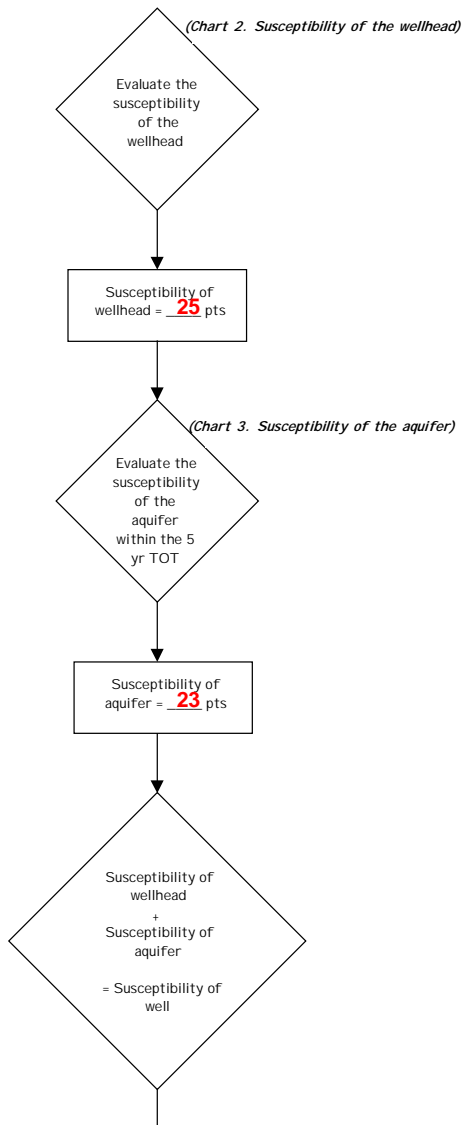 (Chart 2. Susceptibility of the wellhead)
Evaluate the
susceptibility
of the
wellhead
Susceptibility of
wellhead = __25__ pts
(Chart 3. Susceptibility of the aquifer)
Evaluate the
susceptibility
of the
aquifer
within the 5
yr TOT
Susceptibility of
aquifer = __23__ pts
Susceptibility of
wellhead
+
Susceptibility of
aquifer
= Susceptibility of
well